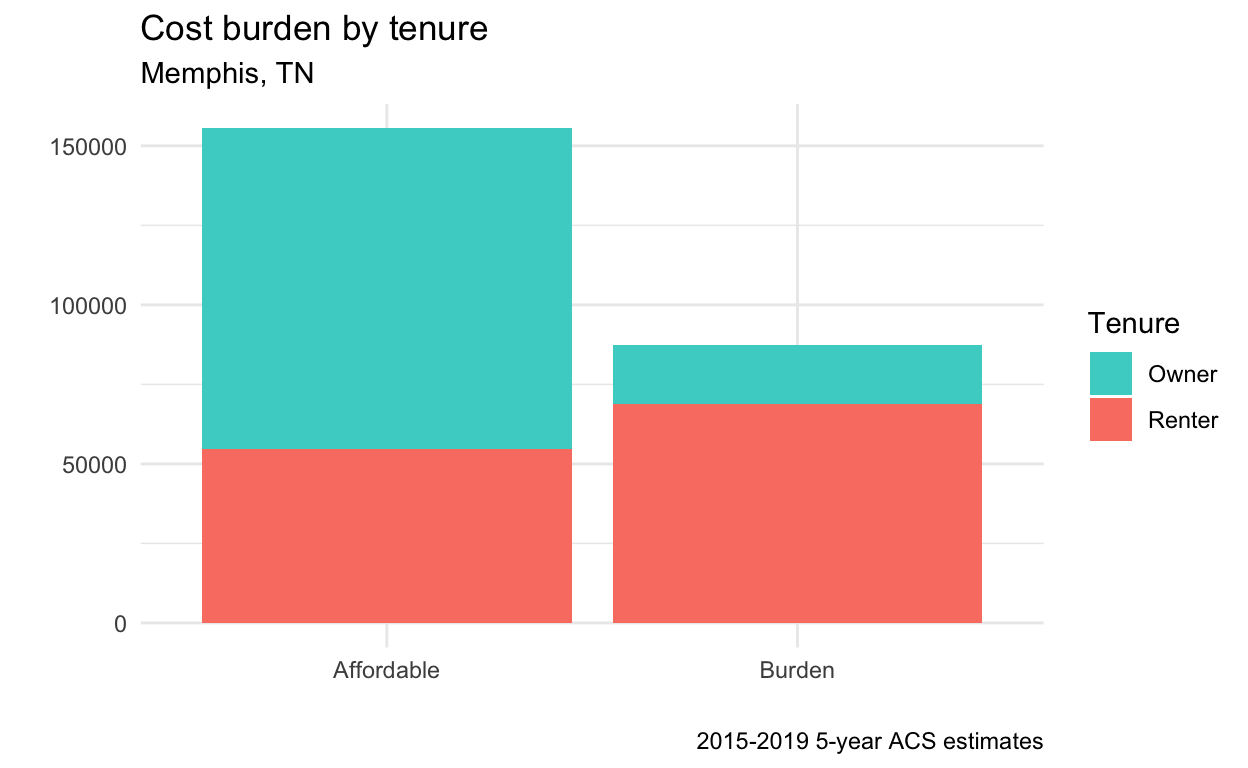 Cost burden by tenure
Memphis, TN
150000
100000
50000
0
Affordable
Burden
Tenure
Owner
Renter
2015-2019 5-year ACS estimates